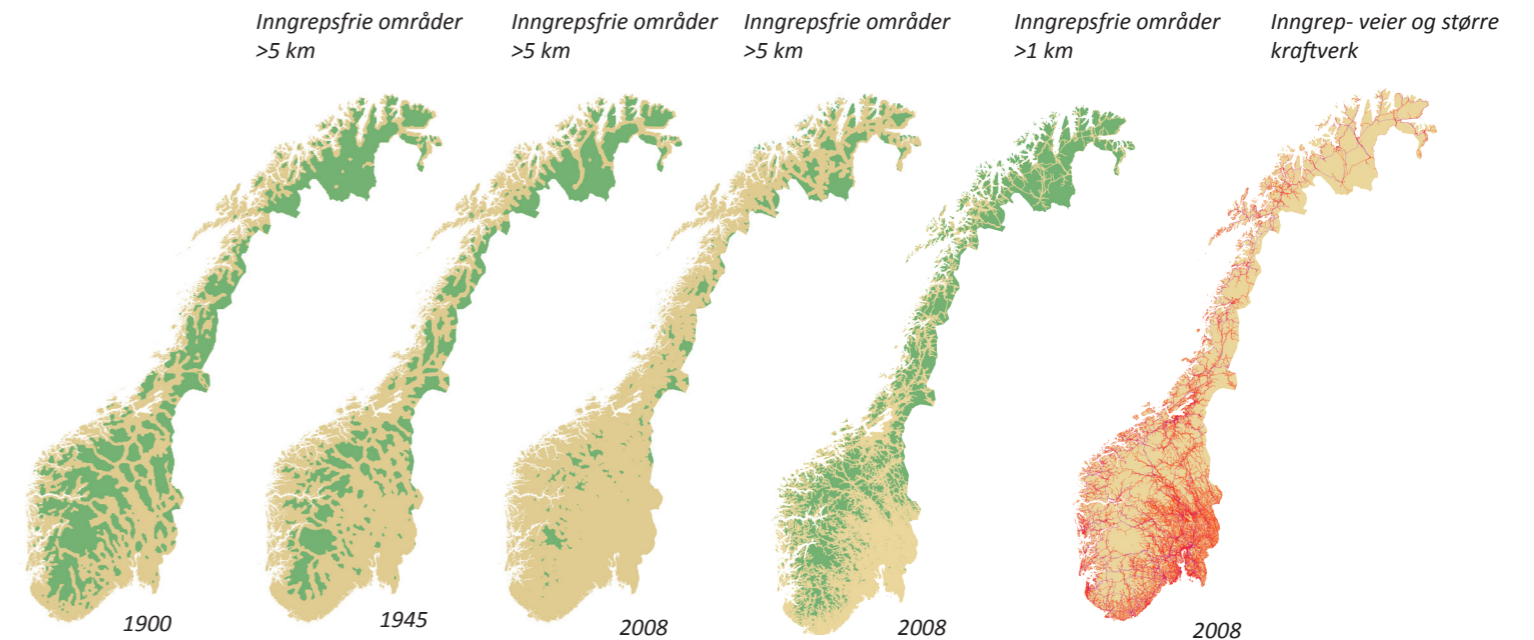 Inngrepsfrie områder
>5 km
Inngrepsfrie områder
>5 km
Inngrepsfrie områder
>5 km
Inngrepsfrie områder
>1 km
Inngrep- veier og større
kraftverk
1900
1945
2008
2008
2008